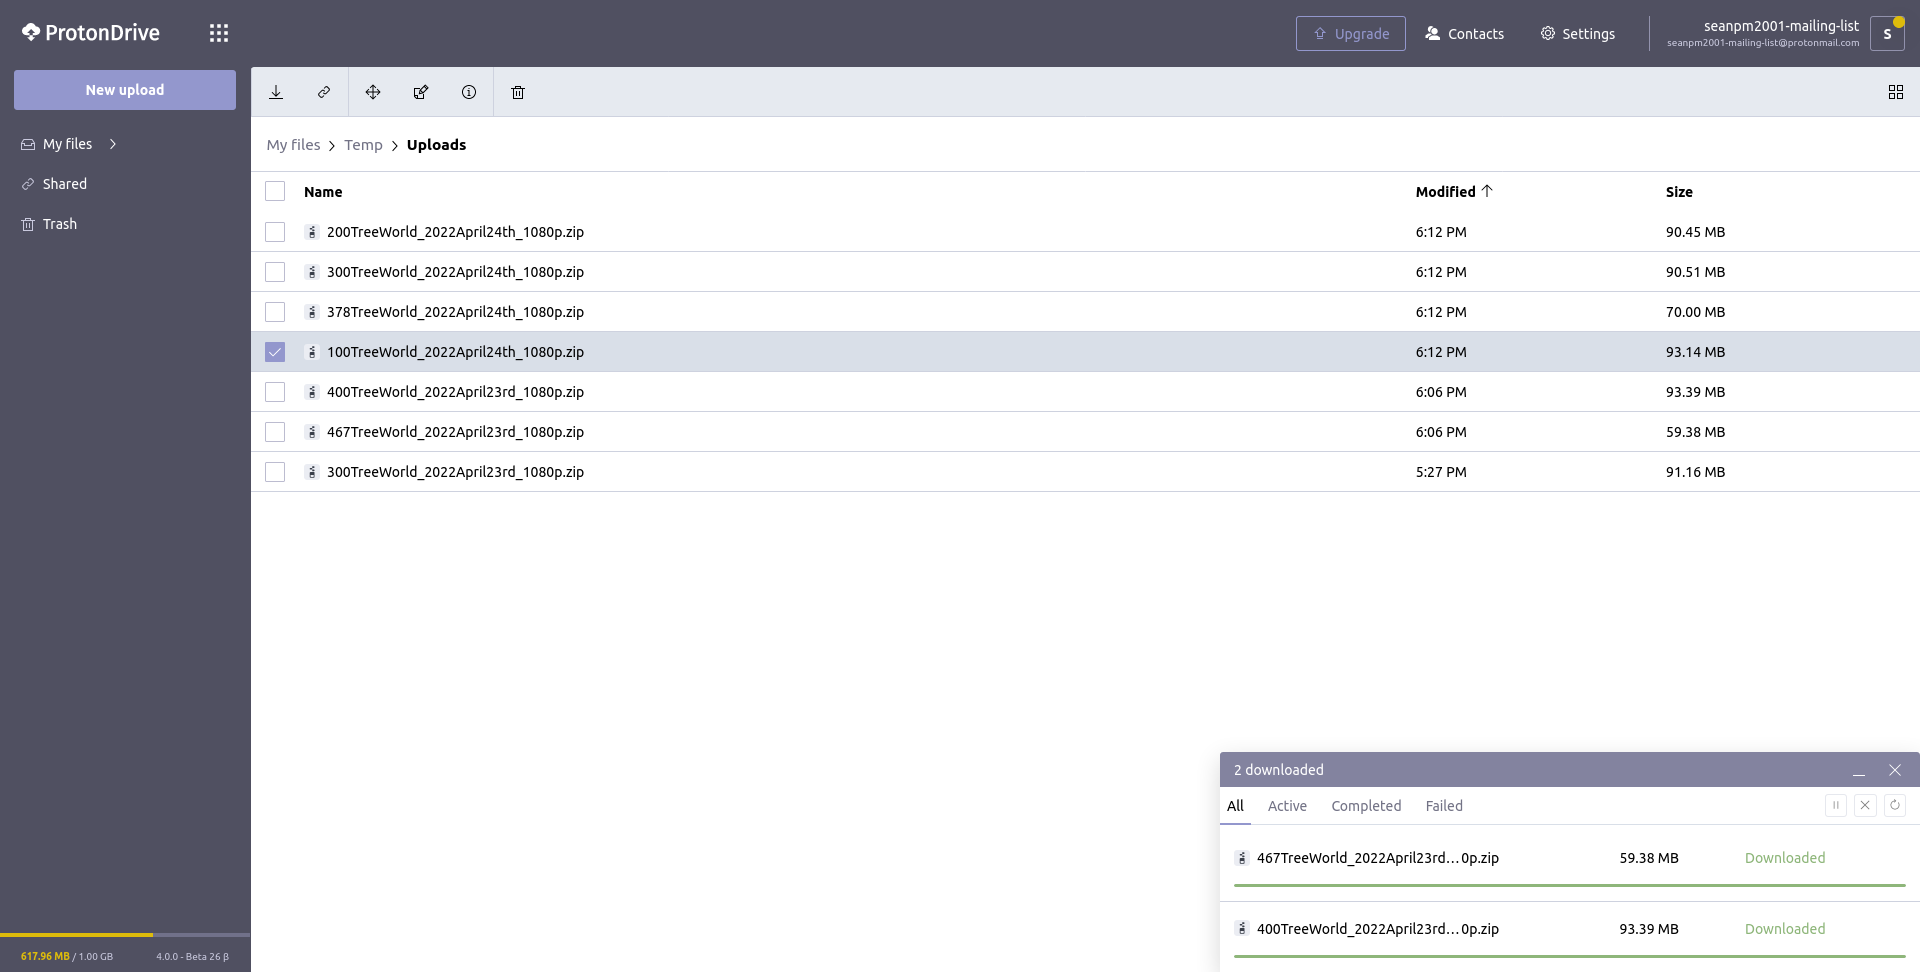 ProtonDrive
Upgrade
Contacts
Settings
seanpm2001-mailing-list
seanpm2001-mailing-list@protonmail.com
S
New upload
My files
Shared
Trash
My files > Temp > Uploads
Name Modified Size
200TreeWorld_2022April24th_1080p.zip 6:12 PM 90.45 MB
300TreeWorld_2022April24th_1080p.zip 6:12 PM 90.51 MB
378TreeWorld_2022April24th_1080p.zip 6:12 PM 70.00 MB
100TreeWorld_2022April24th_1080p.zip 6:12 PM 93.14 MB
400TreeWorld_2022April23rd_1080p.zip 6:06 PM 93.39 MB
467TreeWorld_2022April23rd_1080p.zip 6:06 PM 59.38 MB
300TreeWorld_2022April23rd_1080p.zip 5:27 PM 91.16 MB
2 downloaded
All Active Completed Failed
467TreeWorld_2022April23rd…0p.zip 59.38 MB Downloaded
400TreeWorld_2022April23rd…0p.zip 93.39 MB Downloaded
617.96 MB / 1.00 GB 4.0.0 - Beta 26 β